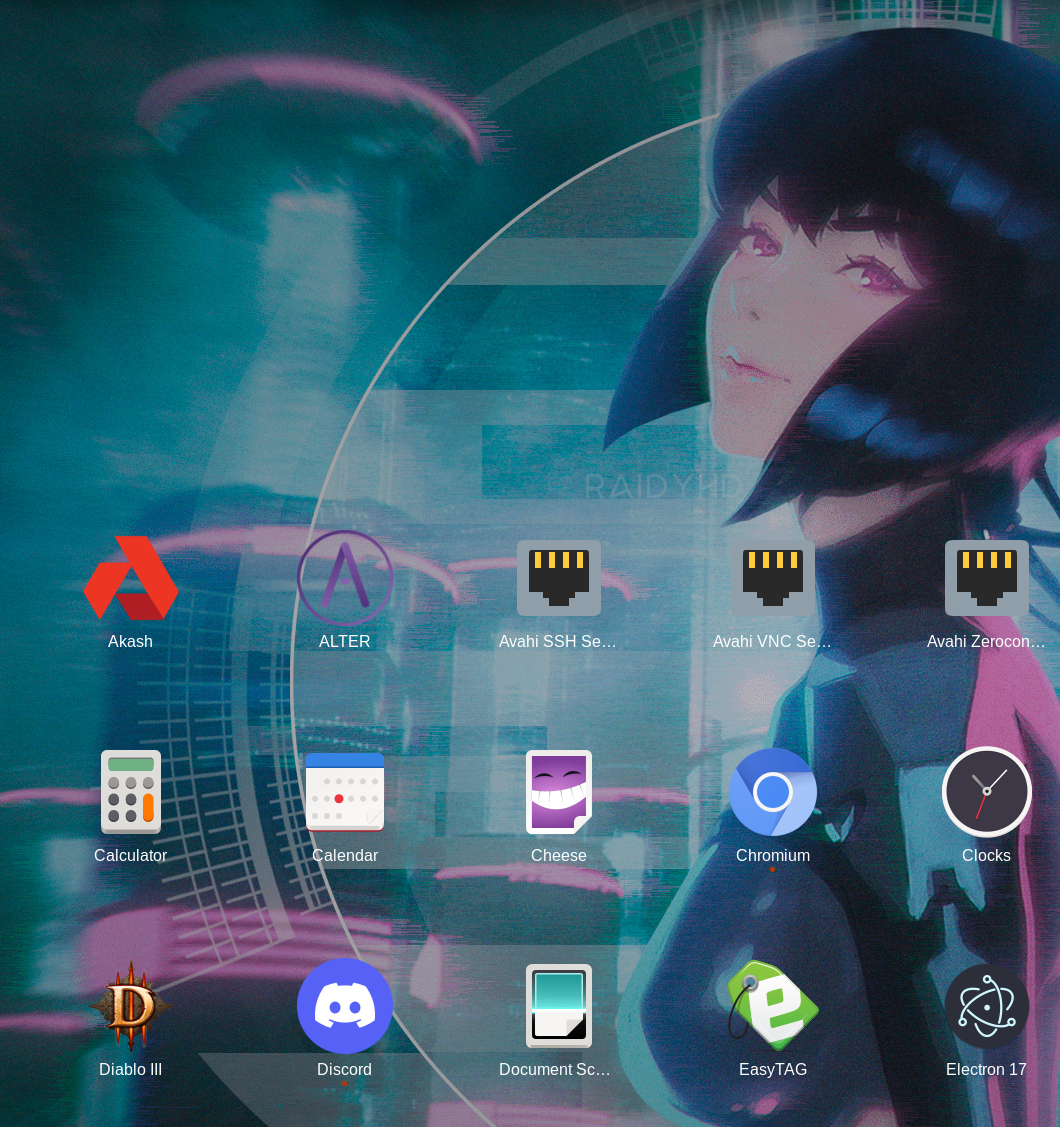 RAIDYHD
Akash
ALTER
Avahi SSH Se...
Avahi VNC Se...
Avahi Zerocon...
Calculator
Calendar
Cheese
Chromium
Clocks
D
e
Diablo III
Discord
Document Sc...
EasyTAG
Electron 17